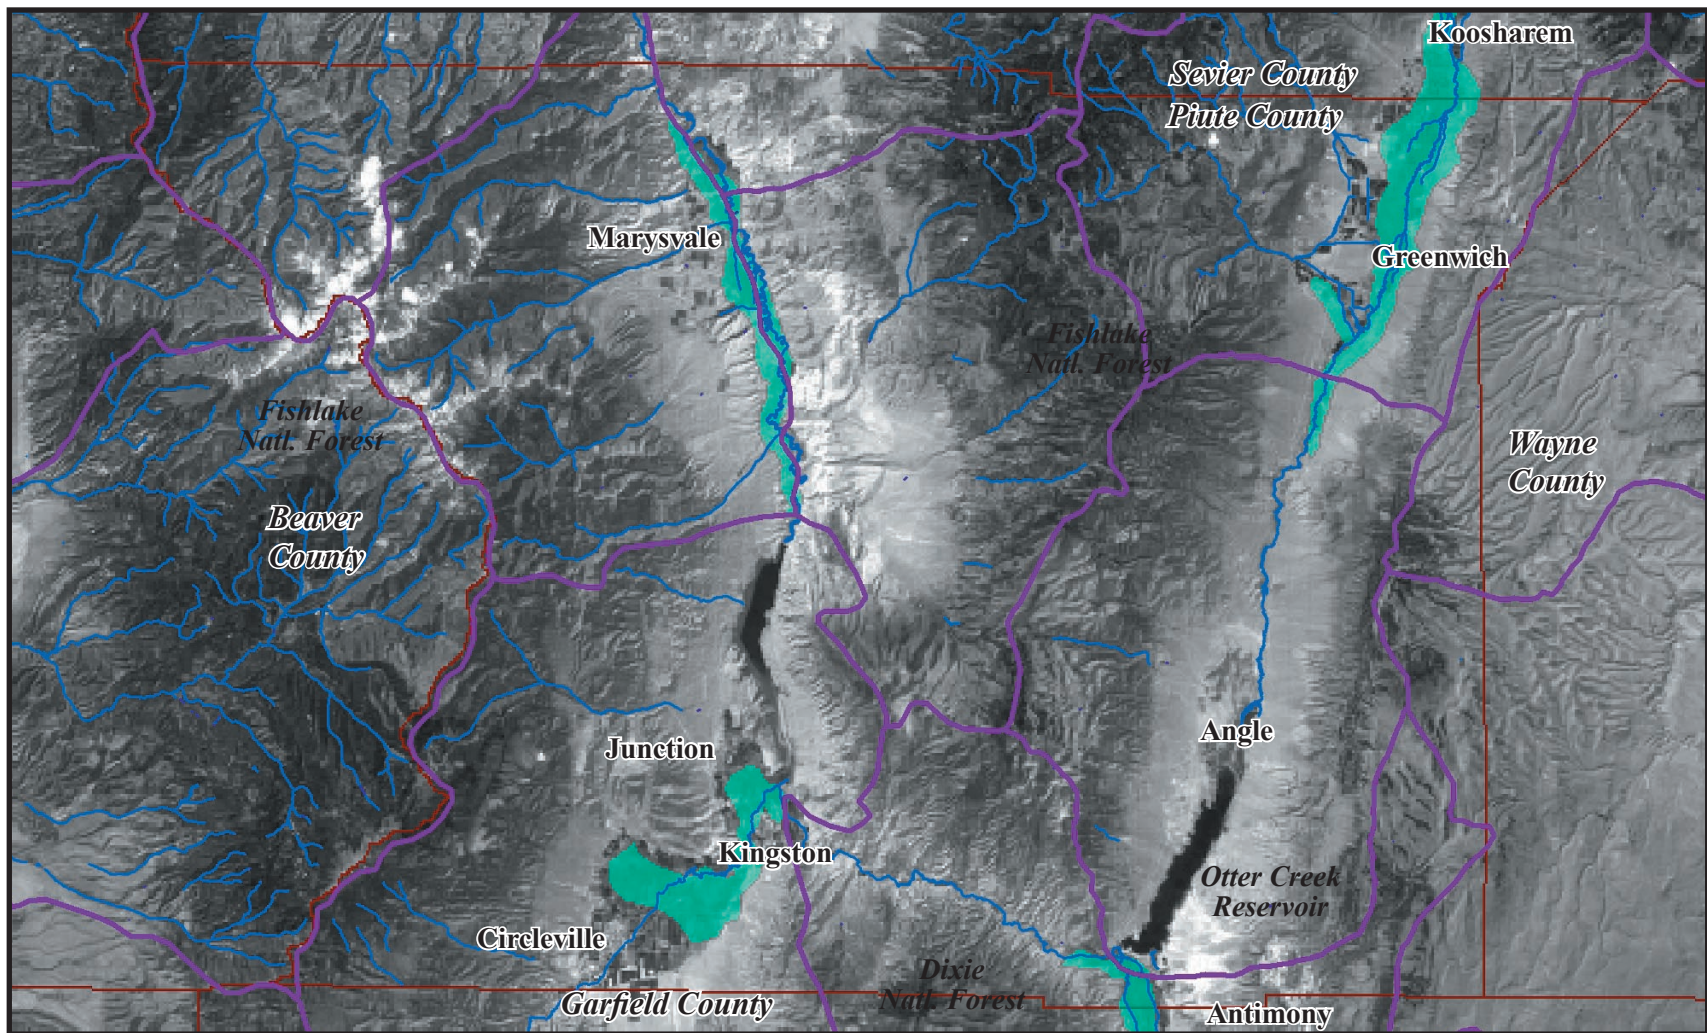 Koosharem
Sevier County
Piute County
Marysvale
Greenwich
Fishlake
Natl. Forest
Fishlake
Natl. Forest
Wayne
County
Beaver
County
Angle
Junction
Kingston
Otter Creek
Reservoir
Circleville
Dixie
Natl. Forest
Garfield County
Antimony